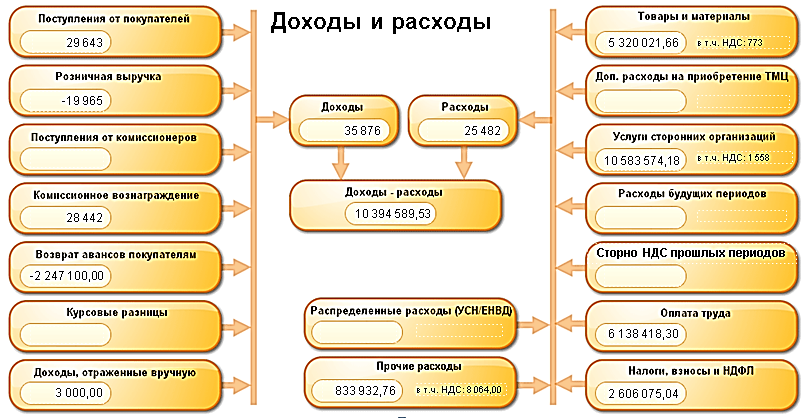 Доходы и расходы
Поступления от покупателей
29 643
Розничная выручка
-19 965
Поступления от комиссионеров
Комиссионное вознаграждение
28 442
Возврат авансов покупателям
-2 247 100,00
Курсовые разницы
Доходы, отраженные вручную
3 000,00
Доходы
35 876
Расходы
25 482
Доходы - расходы
10 394 589,53
Распределенные расходы (УСН/ЕНВД)
Прочие расходы
833 932,76
в т.ч. НДС: 8 064,00
Товары и материалы
5 320 021,66
в т.ч. НДС: 773
Доп. расходы на приобретение ТМЦ
Услуги сторонних организаций
10 583 574,18
в т.ч. НДС: 1 558
Расходы будущих периодов
Сторно НДС прошлых периодов
Оплата труда
6 138 418,30
Налоги, взносы и НДФЛ
2 606 075,04